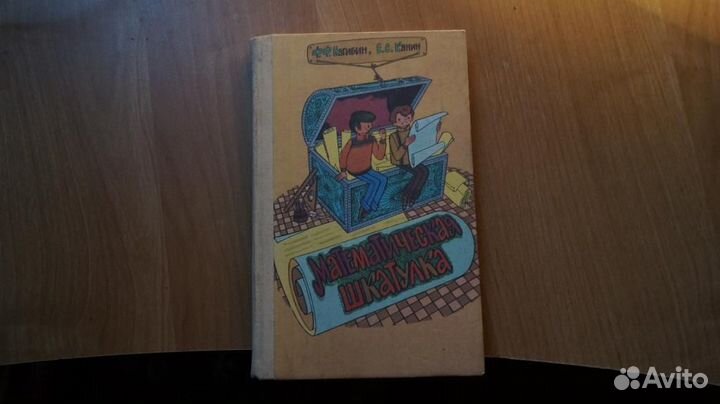 Ф.Ф. Нагибин, Е.С. Канин
МАТЕМАТИЧЕСКАЯ
ШКАТУЛКА
Avito